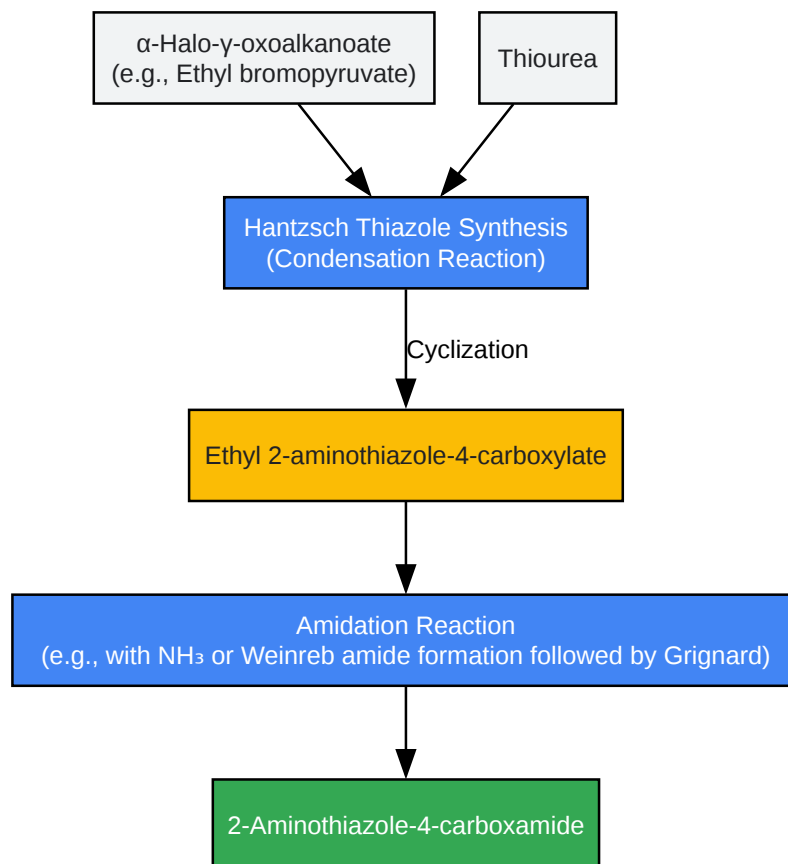 α-Halo-γ-oxoalkanoate
(e.g., Ethyl bromopyruvate)
Thiourea
Hantzsch Thiazole Synthesis
(Condensation Reaction)
Cyclization
Ethyl 2-aminothiazole-4-carboxylate
Amidation Reaction
(e.g., with NH₃ or Weinreb amide formation followed by Grignard)
2-Aminothiazole-4-carboxamide